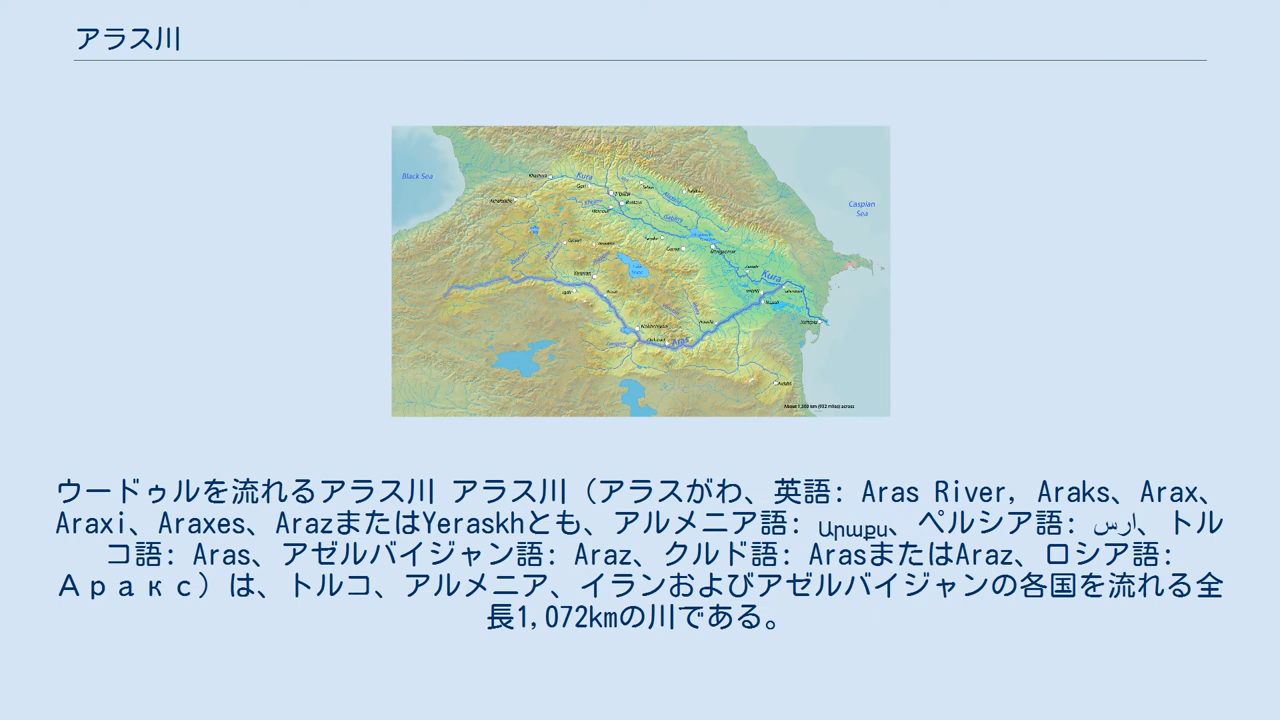 アラス川
Black Sea
Caspian
Sea
Kura
Kura
Aras
ウードゥルを流れるアラス川 アラス川（アラスがわ、英語: Aras River, Araks、Arax、
Araxi、Araxes、ArazまたはYeraskhとも、アルメニア語: Արաքս、ペルシア語: ارس‎、トル
コ語: Aras、アゼルバイジャン語: Araz、クルド語: ArasまたはAraz、ロシア語:
Аракс）は、トルコ、アルメニア、イランおよびアゼルバイジャンの各国を流れる全
長1,072kmの川である。